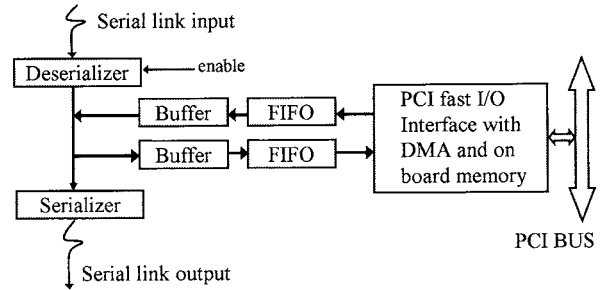 Serial link input
Deserializer
enable
Buffer
FIFO
Buffer
FIFO
PCI fast I/O
Interface with
DMA and on
board memory
Serializer
PCI BUS
Serial link output